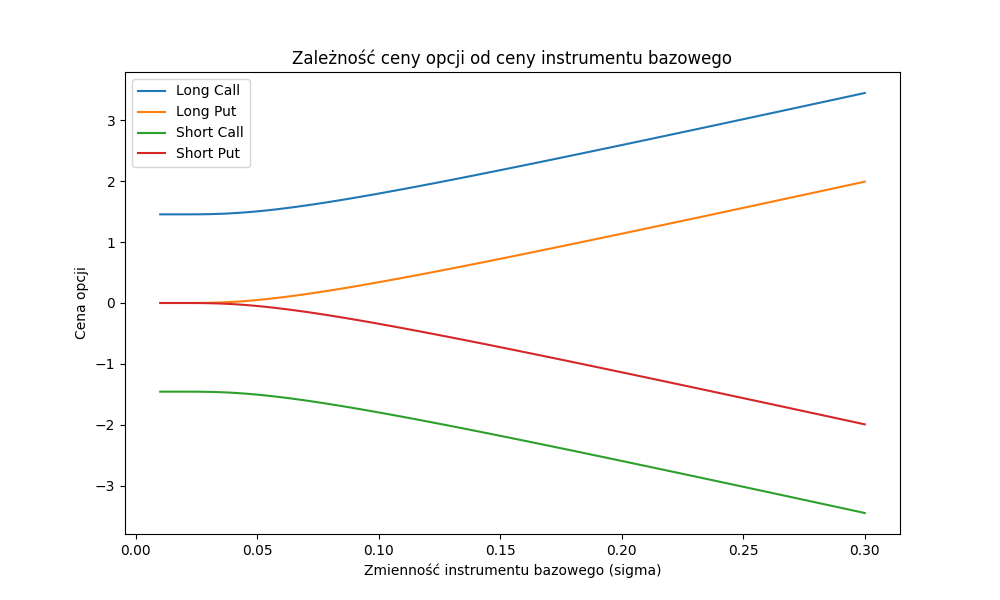 Zależność ceny opcji od ceny instrumentu bazowego
Long Call
Long Put
Short Call
Short Put
3
2
1
0
−1
−2
−3
Cena opcji
0.00 0.05 0.10 0.15 0.20 0.25 0.30
Zmienność instrumentu bazowego (sigma)